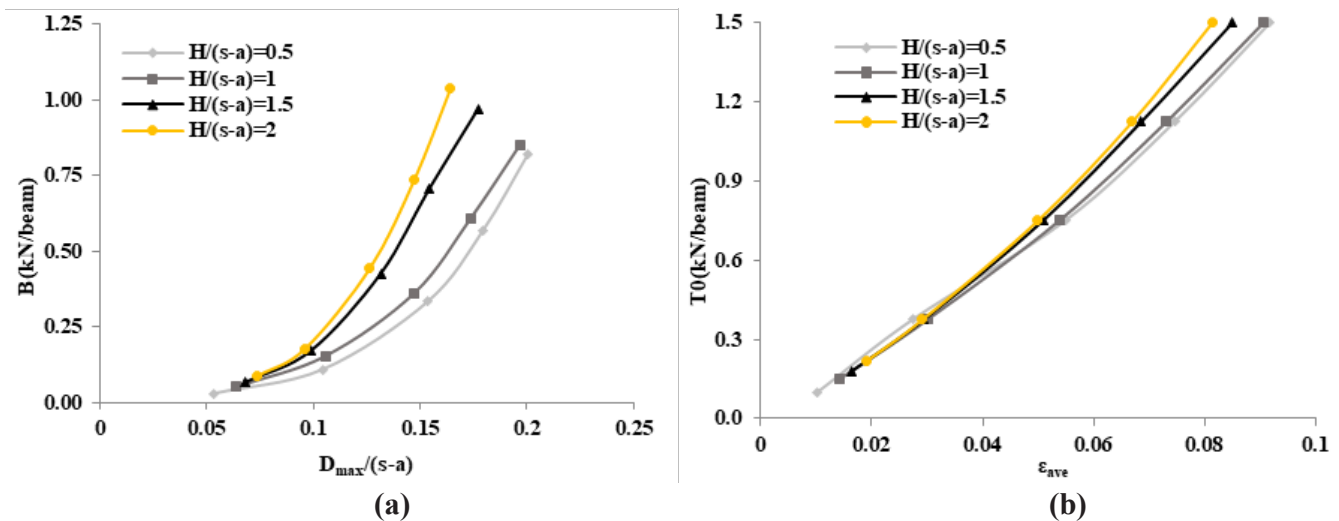 1.25
1.00
0.75
0.50
0.25
0.00
B(kN/beam)
H/(s-a)=0.5
H/(s-a)=1
H/(s-a)=1.5
H/(s-a)=2
0 0.05 0.1 0.15 0.2 0.25
Dmax/(s-a)
(a)
1.5
1.2
0.9
0.6
0.3
0.0
T0(kN/beam)
H/(s-a)=0.5
H/(s-a)=1
H/(s-a)=1.5
H/(s-a)=2
0 0.02 0.04 0.06 0.08 0.1
εave
(b)